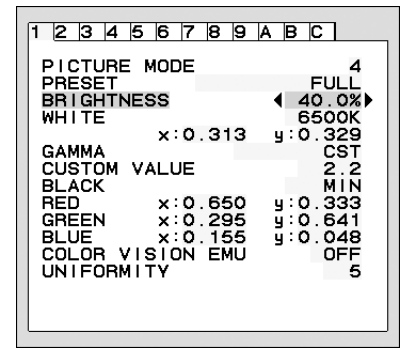 1 2 3 4 5 6 7 8 9 A B C
PICTURE MODE 4
PRESET FULL
BRIGHTNESS 40.0%
WHITE 6500K
x:0.313 y:0.329
GAMMA CST
CUSTOM VALUE 2.2
BLACK MIN
RED x:0.650 y:0.333
GREEN x:0.295 y:0.641
BLUE x:0.155 y:0.048
COLOR VISION EMU OFF
UNIFORMITY 5